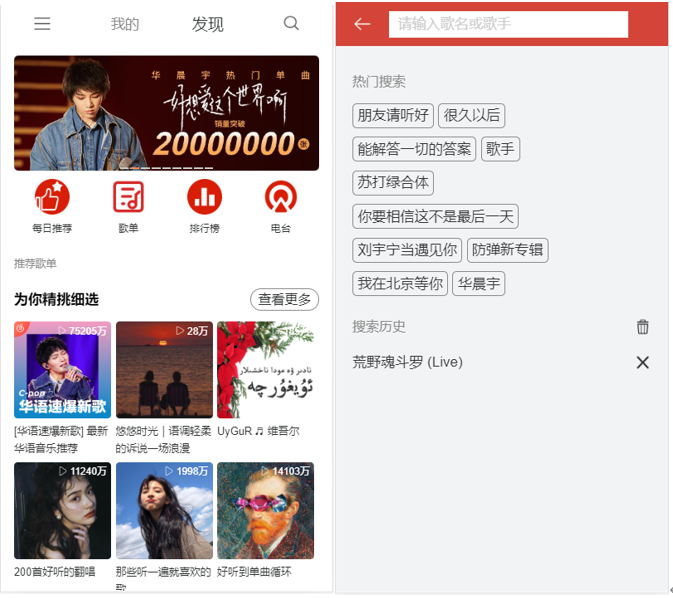 我的
发现
华晨宇热门单曲
好想爱这个世界啊
销量突破
20000000张
每日推荐
歌单
排行榜
电台
推荐歌单
为你精挑细选
查看更多
75205万
28万
C-pop
华语速爆新歌
ئۇيغۇرچە
[华语速爆新歌] 最新
华语音乐推荐
悠悠时光｜语调轻柔
的诉说一场浪漫
UyGuR ♬ 维吾尔
11240万
1998万
14103万
200首好听的翻唱
那些听一遍就喜欢的
歌
好听到单曲循环
请输入歌名或歌手
热门搜索
朋友请听好
很久以后
能解答一切的答案
歌手
苏打绿合体
你要相信这不是最后一天
刘宇宁当遇见你
防弹新专辑
我在北京等你
华晨宇
搜索历史
荒野魂斗罗 (Live)